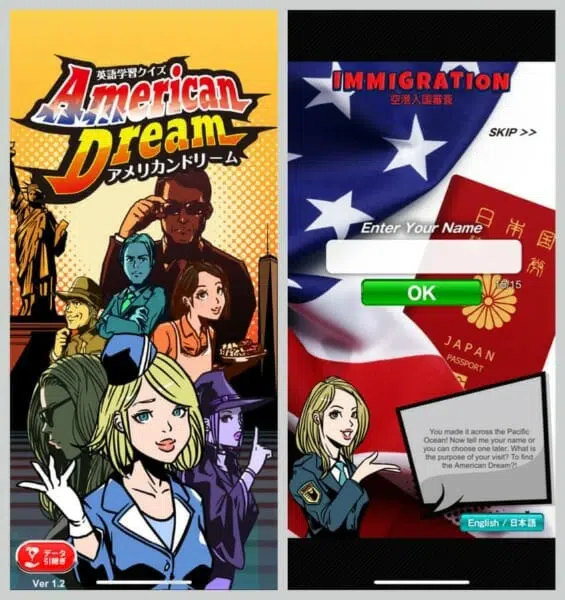 英語学習クイズ
American
Dream
アメリカンドリーム
データ
引継ぎ
Ver 1.2
IMMIGRATION
空港入国審査
SKIP >>
Enter Your Name
15/15
OK
日本国
旅券
JAPAN
PASSPORT
You made it across the Pacific
Ocean! Now tell me your name or
you can choose one later. What is
the purpose of your visit? To find
the American Dream?!
English / 日本語